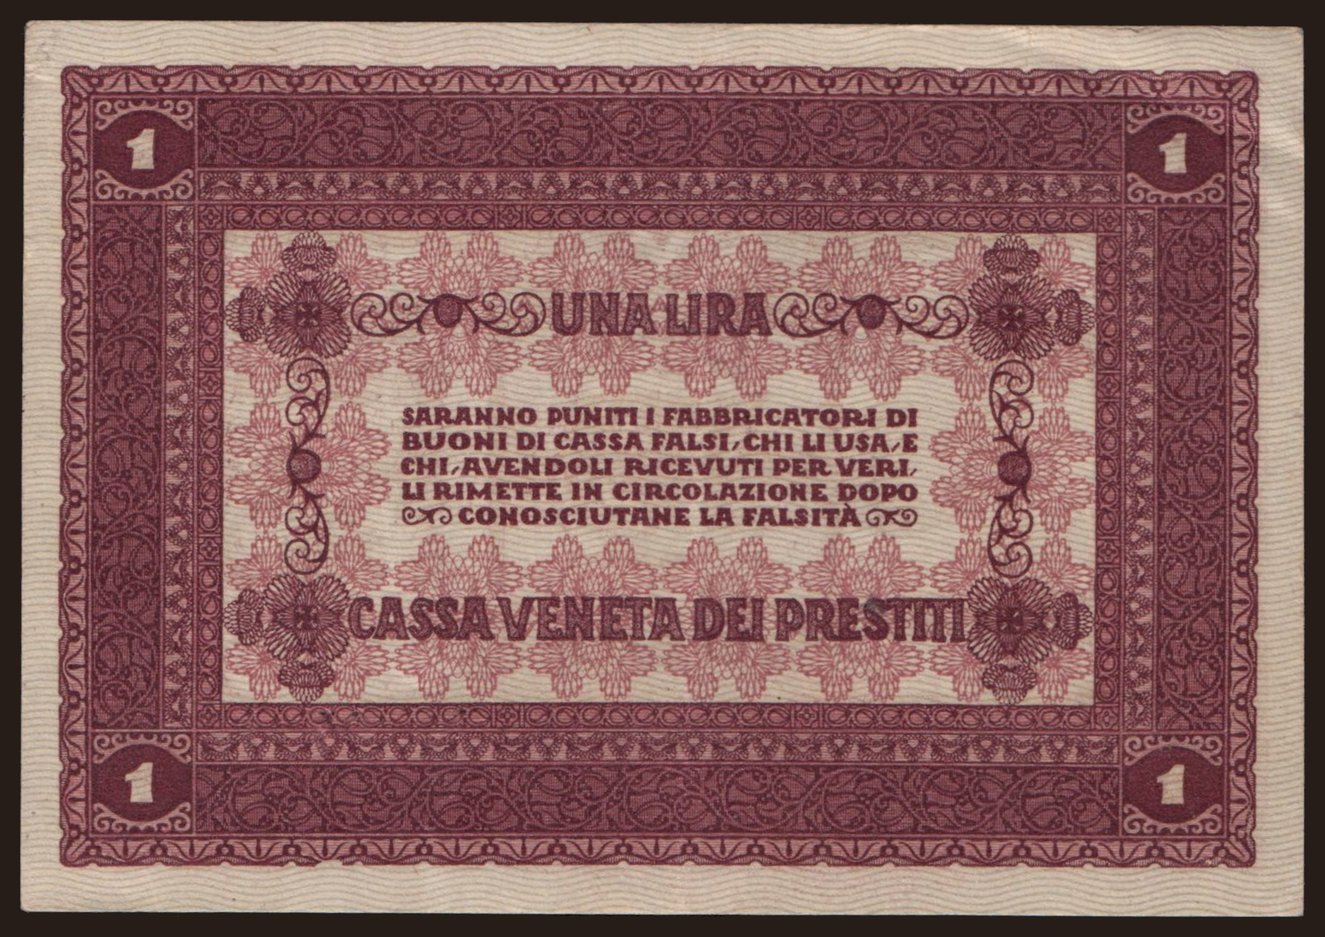 1 1
UNA LIRA
SARANNO PUNITI I FABBRICATORI DI
BUONI DI CASSA FALSI, CHI LI USA, E
CHI, AVENDOLI RICEVUTI PER VERI,
LI RIMETTE IN CIRCOLAZIONE DOPO
CONOSCIUTANE LA FALSITÀ
CASSA VENETA DEI PRESTITI
1 1